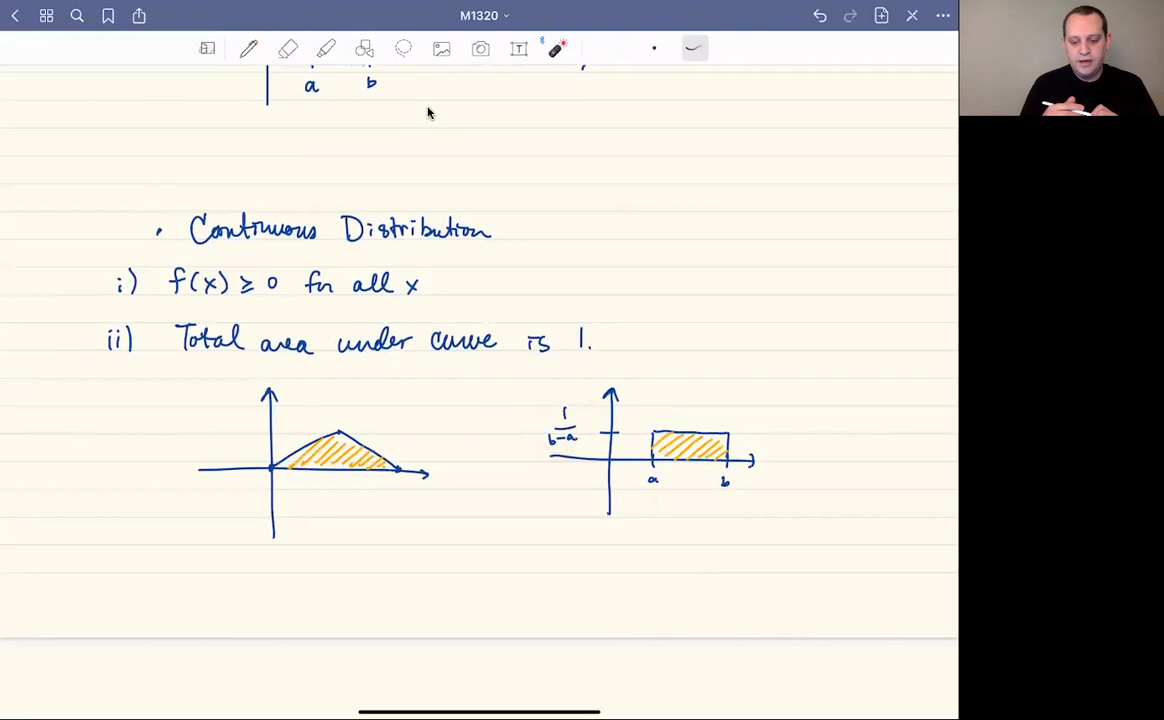 M1320
a b
· Continuous Distribution
i) f(x) ≥ 0 for all x
ii) Total area under curve is 1.
1/(b-a)
a b